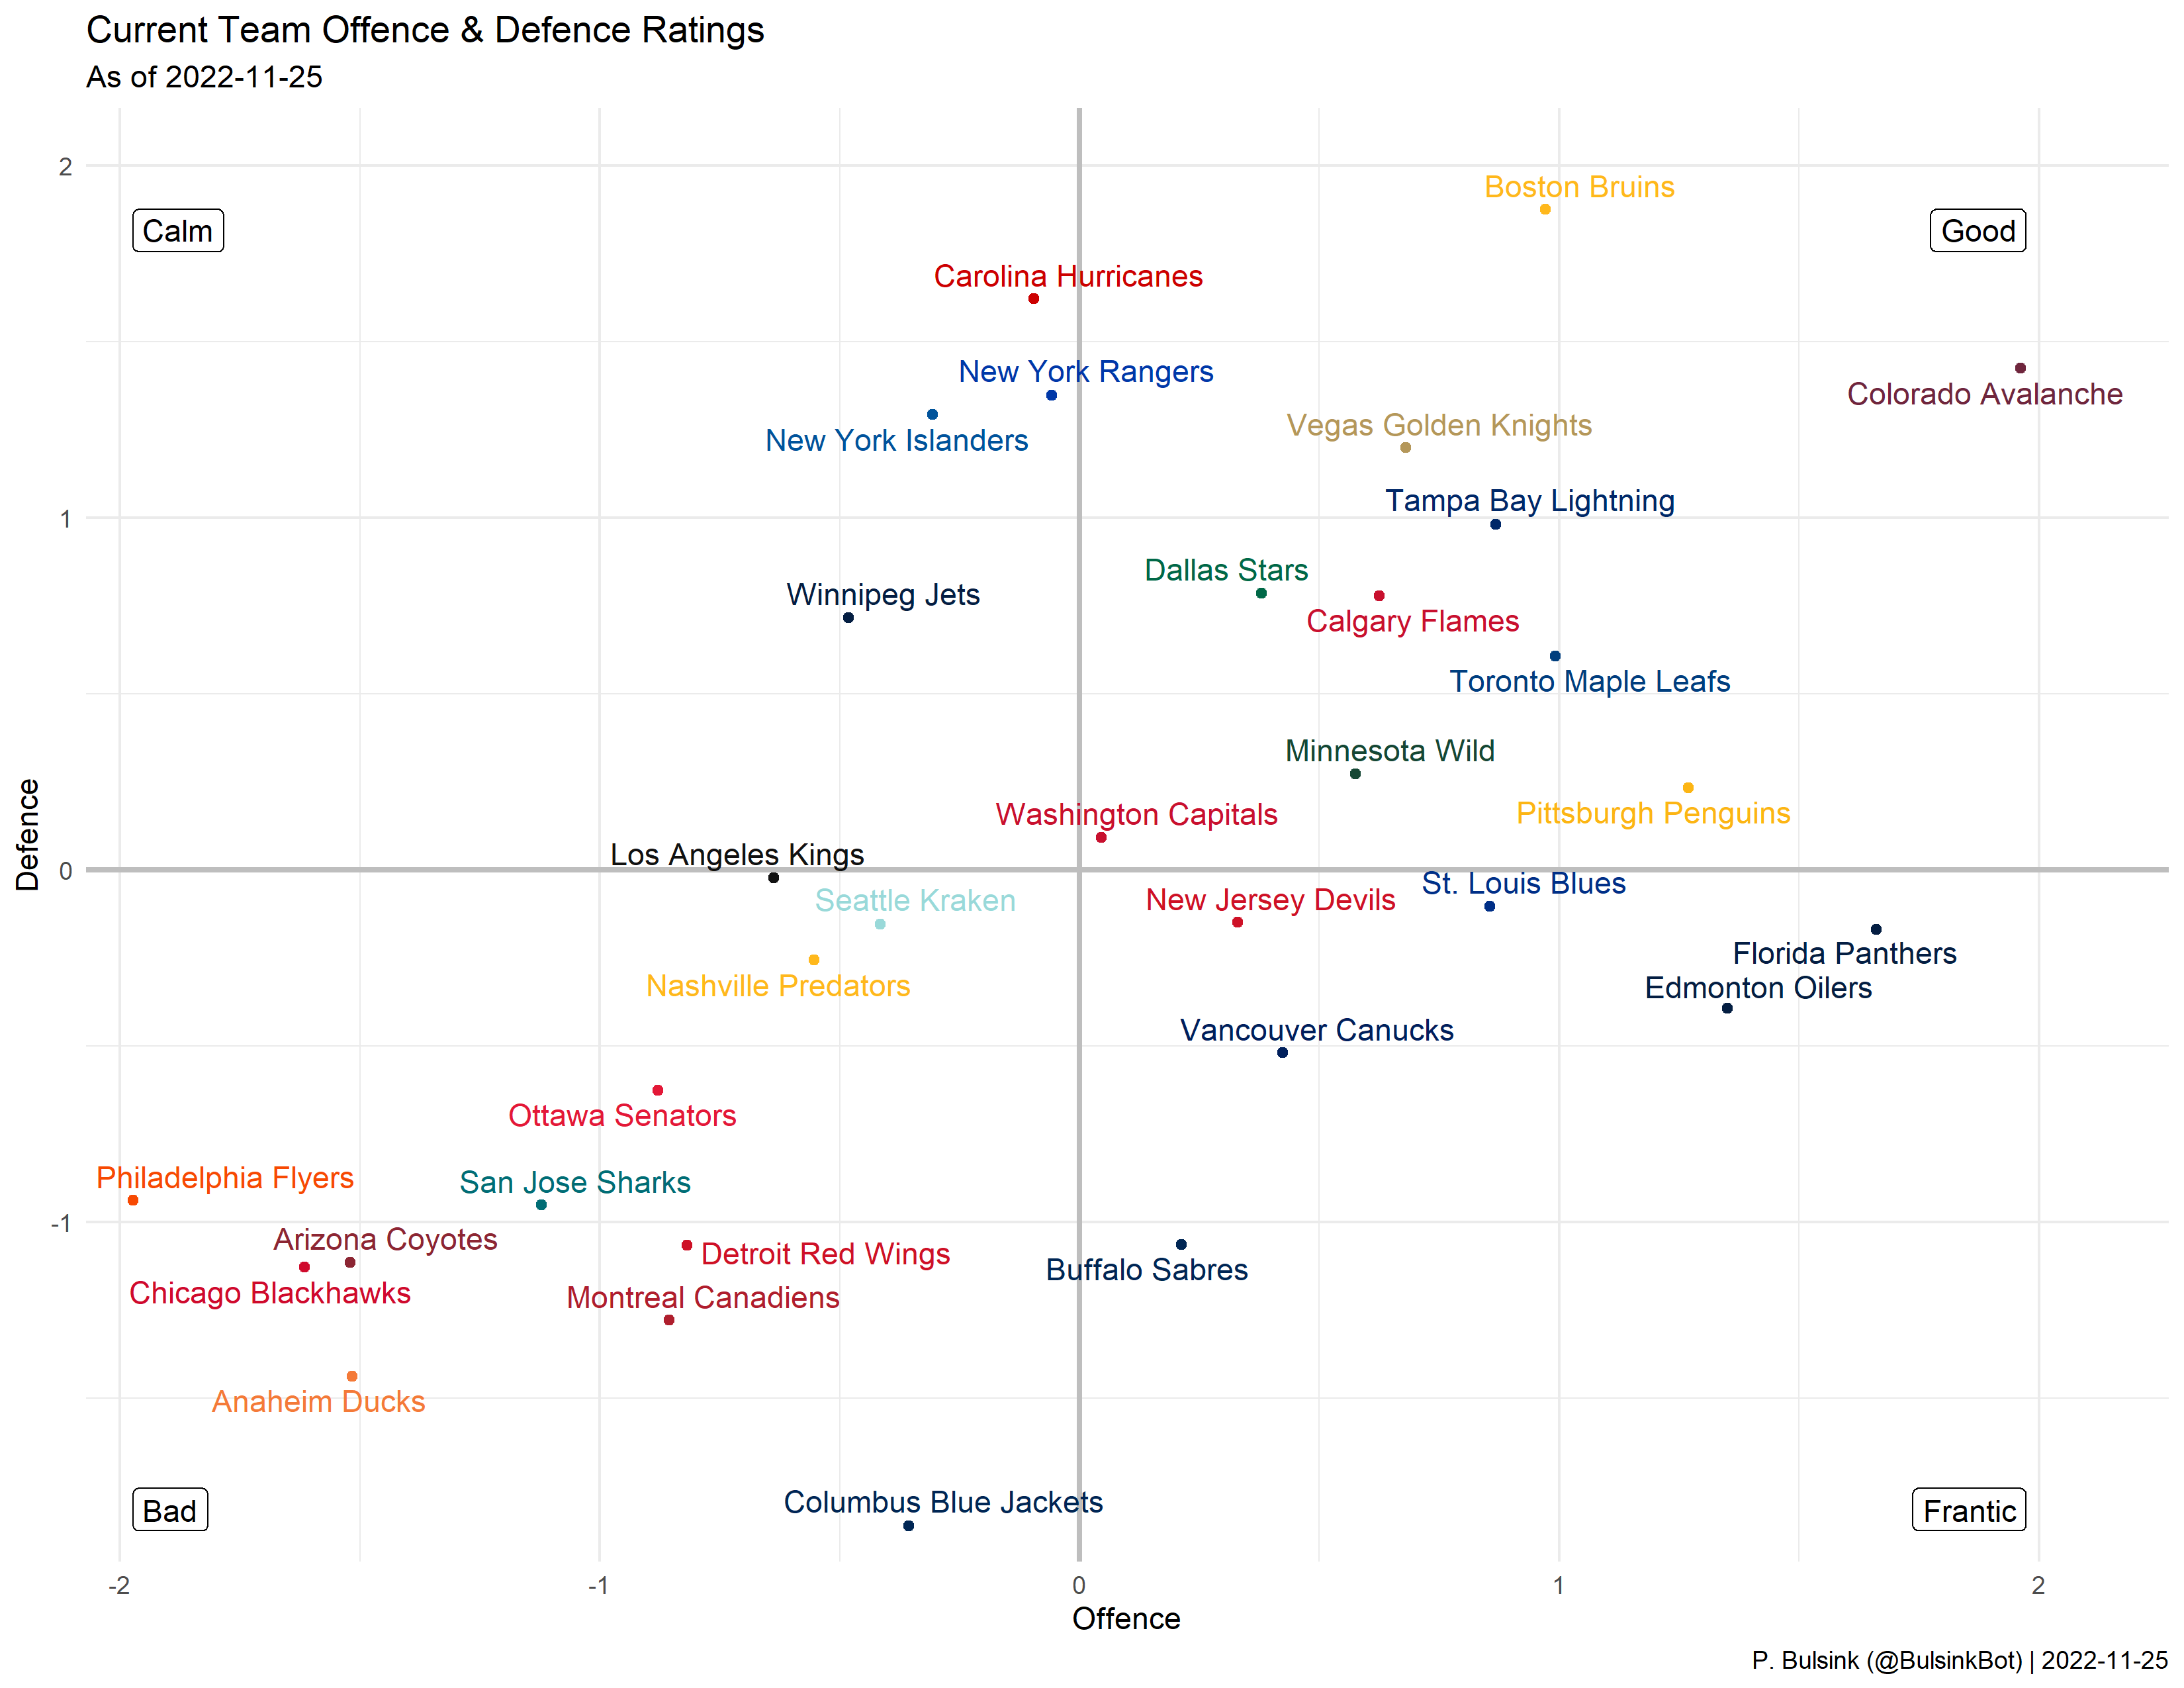 Current Team Offence & Defence Ratings
As of 2022-11-25
2
Boston Bruins
Calm
Good
Carolina Hurricanes
New York Rangers
Colorado Avalanche
Vegas Golden Knights
New York Islanders
Tampa Bay Lightning
1
Dallas Stars
Winnipeg Jets
Calgary Flames
Toronto Maple Leafs
Minnesota Wild
Pittsburgh Penguins
Washington Capitals
Defence
Los Angeles Kings
0
St. Louis Blues
Seattle Kraken
New Jersey Devils
Florida Panthers
Nashville Predators
Edmonton Oilers
Vancouver Canucks
Ottawa Senators
Philadelphia Flyers
San Jose Sharks
-1
Arizona Coyotes
Detroit Red Wings
Buffalo Sabres
Chicago Blackhawks
Montreal Canadiens
Anaheim Ducks
Columbus Blue Jackets
Bad
Frantic
-2
-1
0
1
2
Offence
P. Bulsink (@BulsinkBot) | 2022-11-25